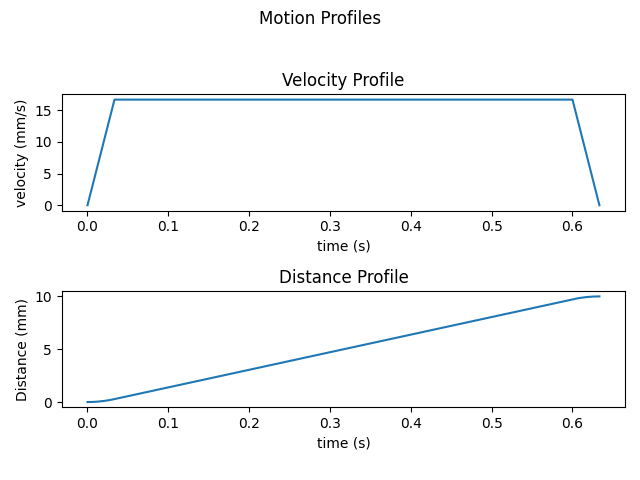 Motion Profiles
Velocity Profile
velocity (mm/s)
15
10
5
0
0.0 0.1 0.2 0.3 0.4 0.5 0.6
time (s)
Distance Profile
Distance (mm)
10
5
0
0.0 0.1 0.2 0.3 0.4 0.5 0.6
time (s)